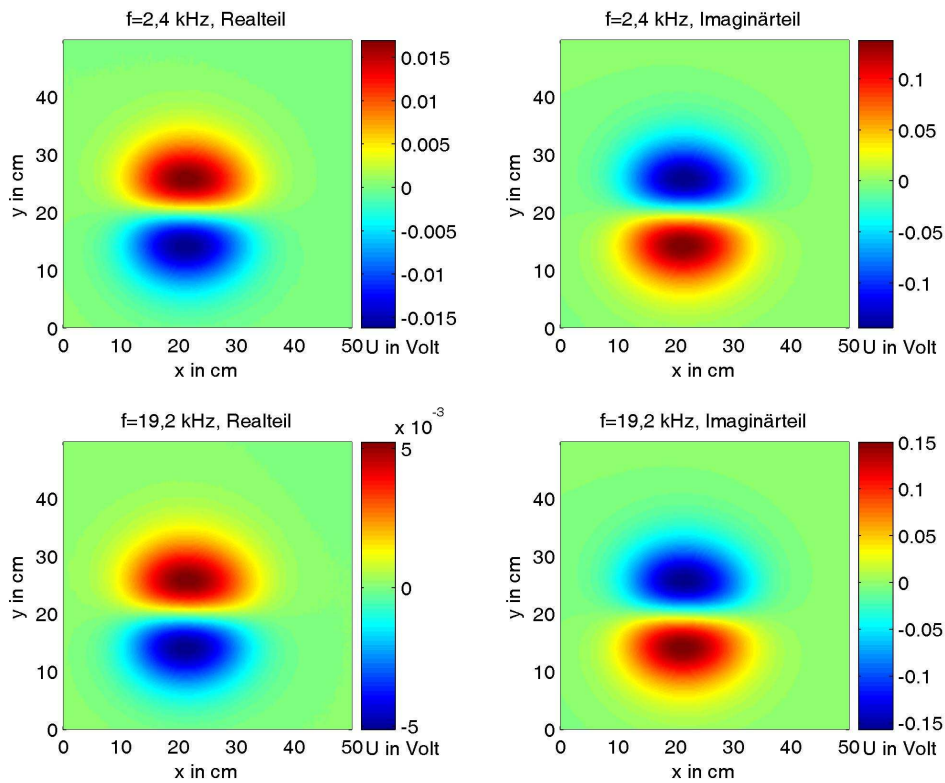 f=2,4 kHz, Realteil
y in cm
40
30
20
10
0
0 10 20 30 40 50
x in cm
0.015
0.01
0.005
0
-0.005
-0.01
-0.015
U in Volt
f=2,4 kHz, Imaginärteil
y in cm
40
30
20
10
0
0 10 20 30 40 50
x in cm
0.1
0.05
0
-0.05
-0.1
U in Volt
f=19,2 kHz, Realteil
y in cm
40
30
20
10
0
0 10 20 30 40 50
x in cm
x 10⁻³
5
0
-5
U in Volt
f=19,2 kHz, Imaginärteil
y in cm
40
30
20
10
0
0 10 20 30 40 50
x in cm
0.15
0.1
0.05
0
-0.05
-0.1
-0.15
U in Volt